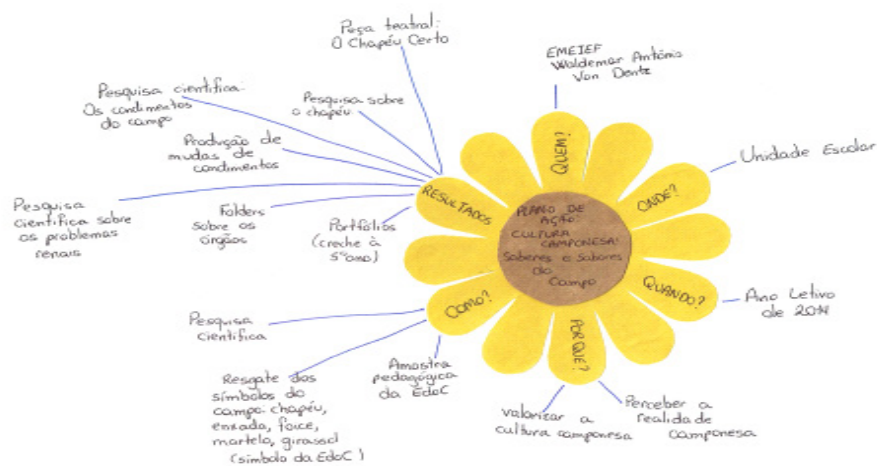 PLANO DE
AÇÃO:
CULTURA
CAMPONESA:
Saberes e Sabores
do
Campo
QUEM?
EMEIEF
Waldemar Antônio
Von Dentz
ONDE?
Unidade Escolar
QUANDO?
Ano Letivo
de 2014
POR QUE?
Perceber a
realidade
camponesa
valorizar a
cultura camponesa
COMO?
Amostra
pedagógica
da EdoC
Resgate dos
símbolos do
campo: chapéu,
enxada, foice,
martelo, girassol
(símbolo da EdoC)
Pesquisa
científica
RESULTADOS
Portfólios
(creche à
5º ano)
Folders
sobre os
órgãos
Pesquisa
científica sobre
os problemas
renais
Produção de
mudas de
condimentos
Pesquisa científica:
Os condimentos
do campo
Pesquisa sobre
o chapéu
Peça teatral:
O Chapéu Certo